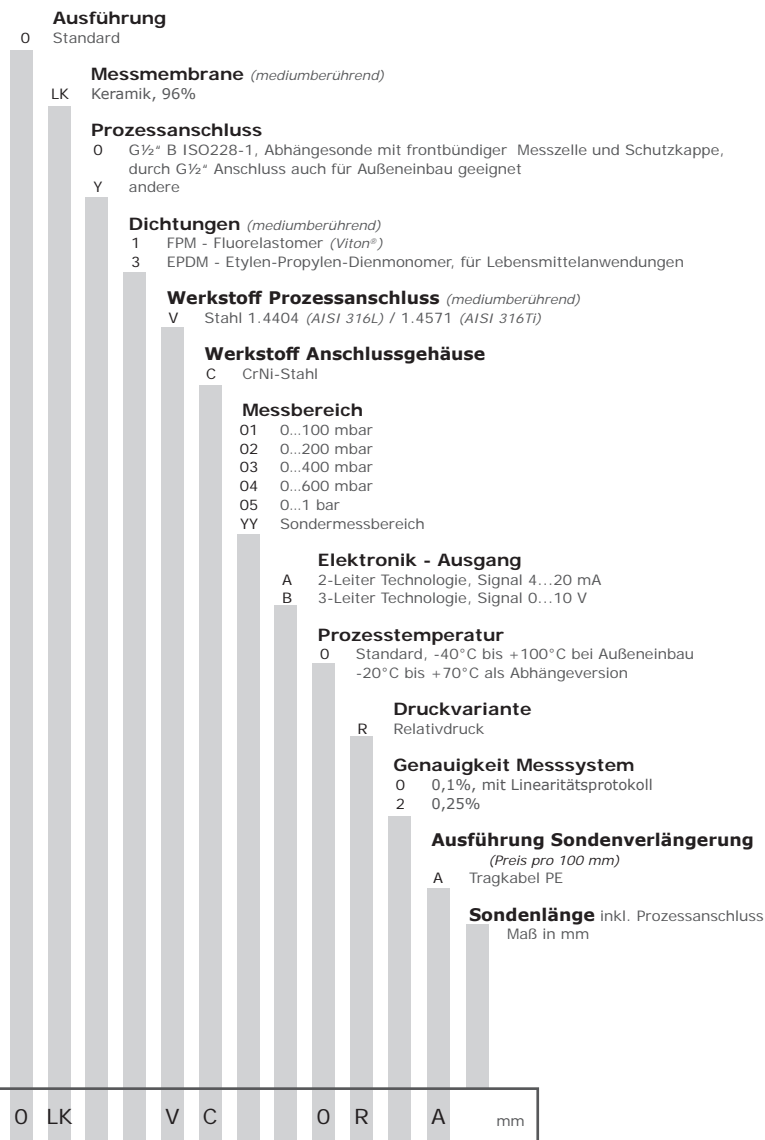 Ausführung
0 Standard
Messmembrane (mediumberührend)
LK Keramik, 96%
Prozessanschluss
0 G½“ B ISO228-1, Abhängesonde mit frontbündiger Messzelle und Schutzkappe,
durch G½“ Anschluss auch für Außeneinbau geeignet
Y andere
Dichtungen (mediumberührend)
1 FPM - Fluorelastomer (Viton®)
3 EPDM - Etylen-Propylen-Dienmonomer, für Lebensmittelanwendungen
Werkstoff Prozessanschluss (mediumberührend)
V Stahl 1.4404 (AISI 316L) / 1.4571 (AISI 316Ti)
Werkstoff Anschlussgehäuse
C CrNi-Stahl
Messbereich
01 0...100 mbar
02 0...200 mbar
03 0...400 mbar
04 0...600 mbar
05 0...1 bar
YY Sondermessbereich
Elektronik - Ausgang
A 2-Leiter Technologie, Signal 4...20 mA
B 3-Leiter Technologie, Signal 0...10 V
Prozesstemperatur
0 Standard, -40°C bis +100°C bei Außeneinbau
-20°C bis +70°C als Abhängeversion
Druckvariante
R Relativdruck
Genauigkeit Messsystem
0 0,1%, mit Linearitätsprotokoll
2 0,25%
Ausführung Sondenverlängerung
(Preis pro 100 mm)
A Tragkabel PE
Sondenlänge inkl. Prozessanschluss
Maß in mm
0 LK V C 0 R A mm